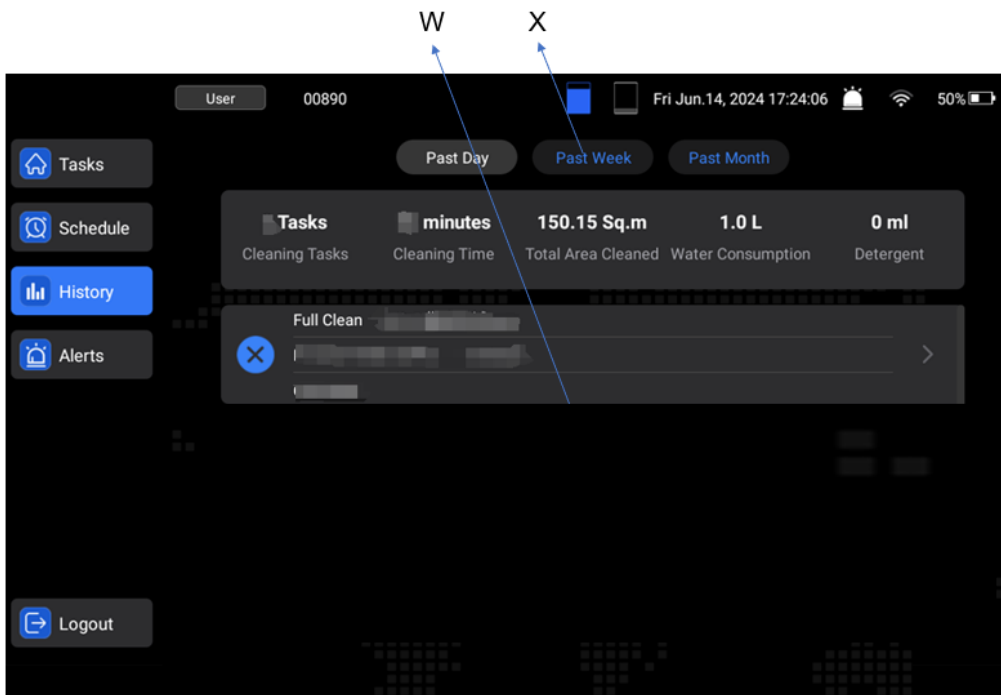 W X
User 00890 Fri Jun.14, 2024 17:24:06 50%
Past Day Past Week Past Month
Tasks
Schedule
History
Alerts
Logout
Tasks minutes 150.15 Sq.m 1.0 L 0 ml
Cleaning Tasks Cleaning Time Total Area Cleaned Water Consumption Detergent
Full Clean